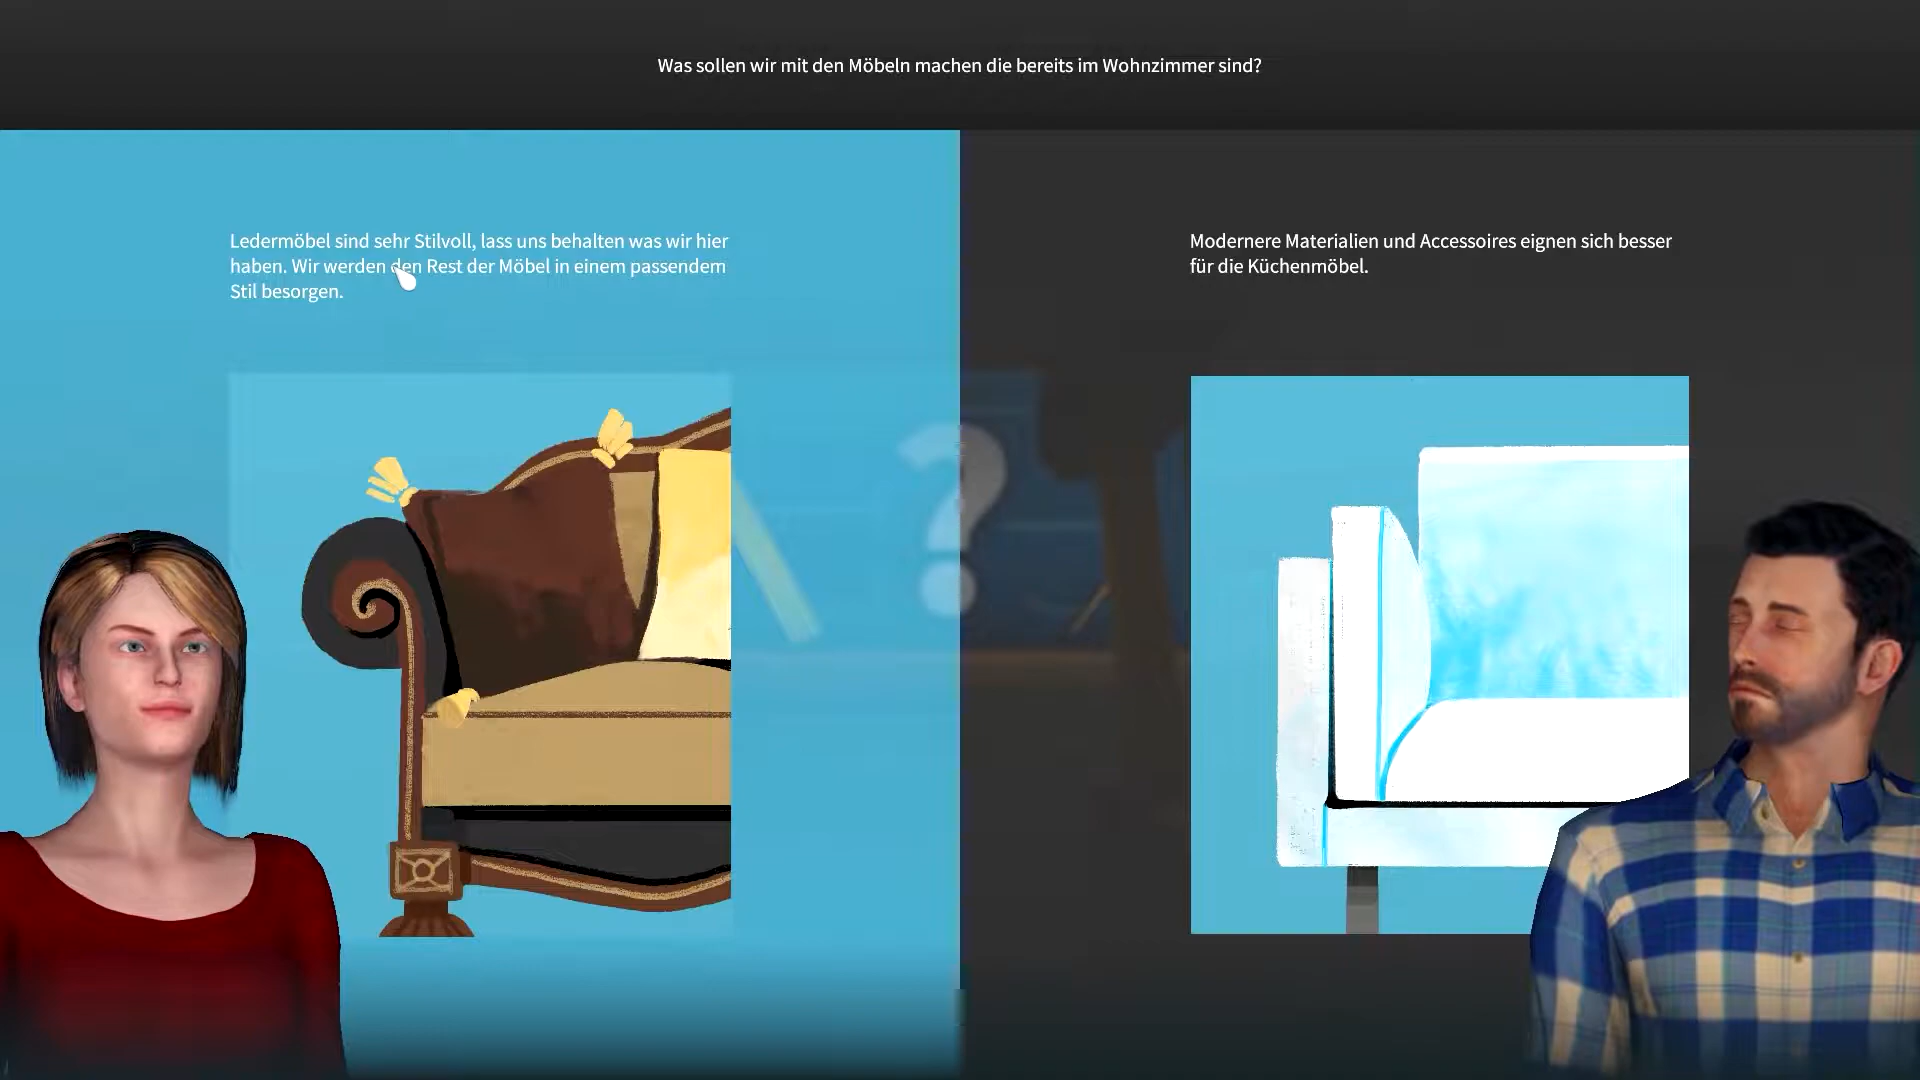 Was sollen wir mit den Möbeln machen die bereits im Wohnzimmer sind?
Ledermöbel sind sehr Stilvoll, lass uns behalten was wir hier
haben. Wir werden den Rest der Möbel in einem passendem
Stil besorgen.
Modernere Materialien und Accessoires eignen sich besser
für die Küchenmöbel.
?